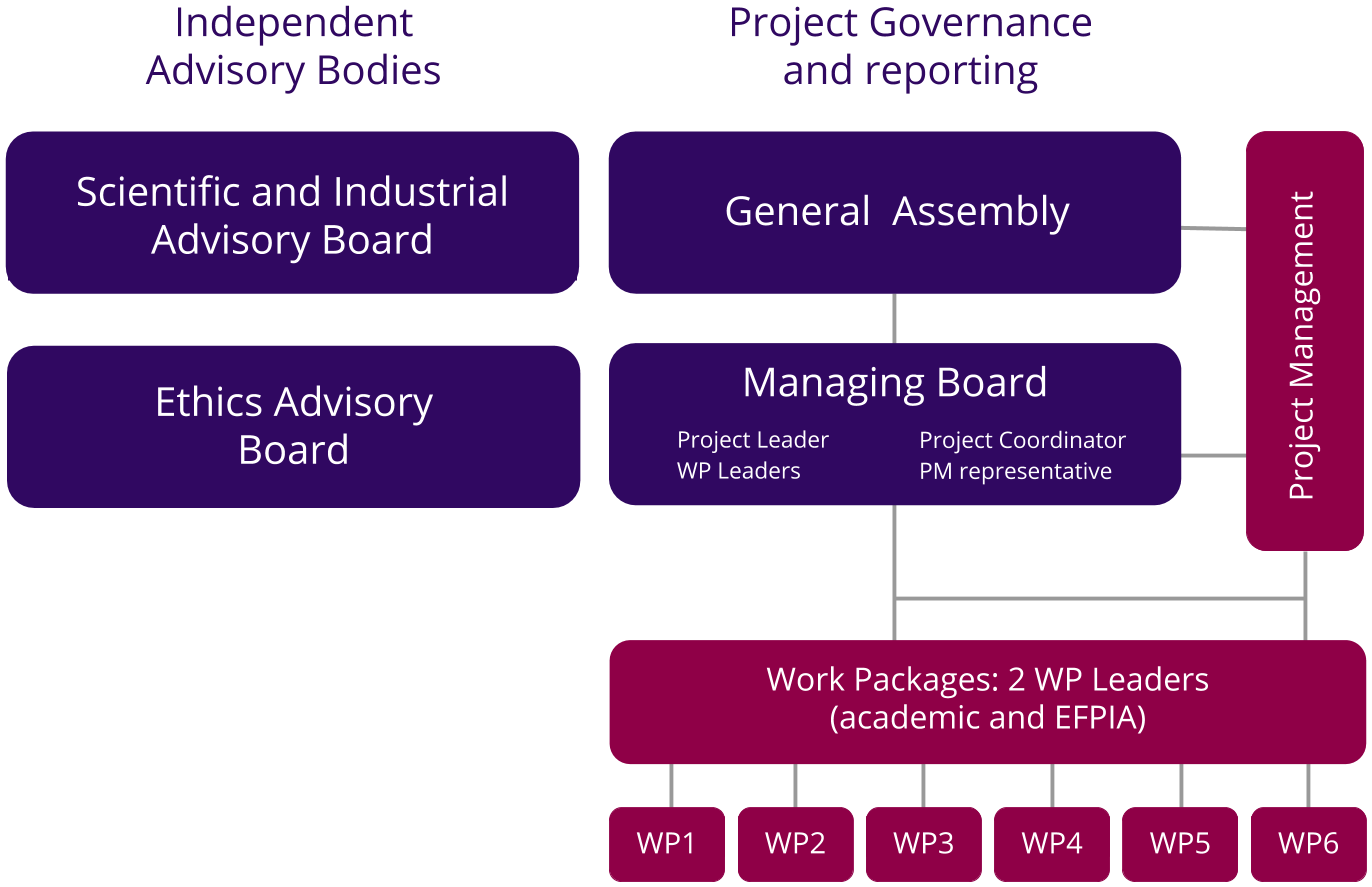 Independent
Advisory Bodies
Scientific and Industrial
Advisory Board
Ethics Advisory
Board
Project Governance
and reporting
General  Assembly
Managing Board
Project Leader
WP Leaders
Project Coordinator
PM representative
Project Management
Work Packages: 2 WP Leaders
(academic and EFPIA)
WP1
WP2
WP3
WP4
WP5
WP6